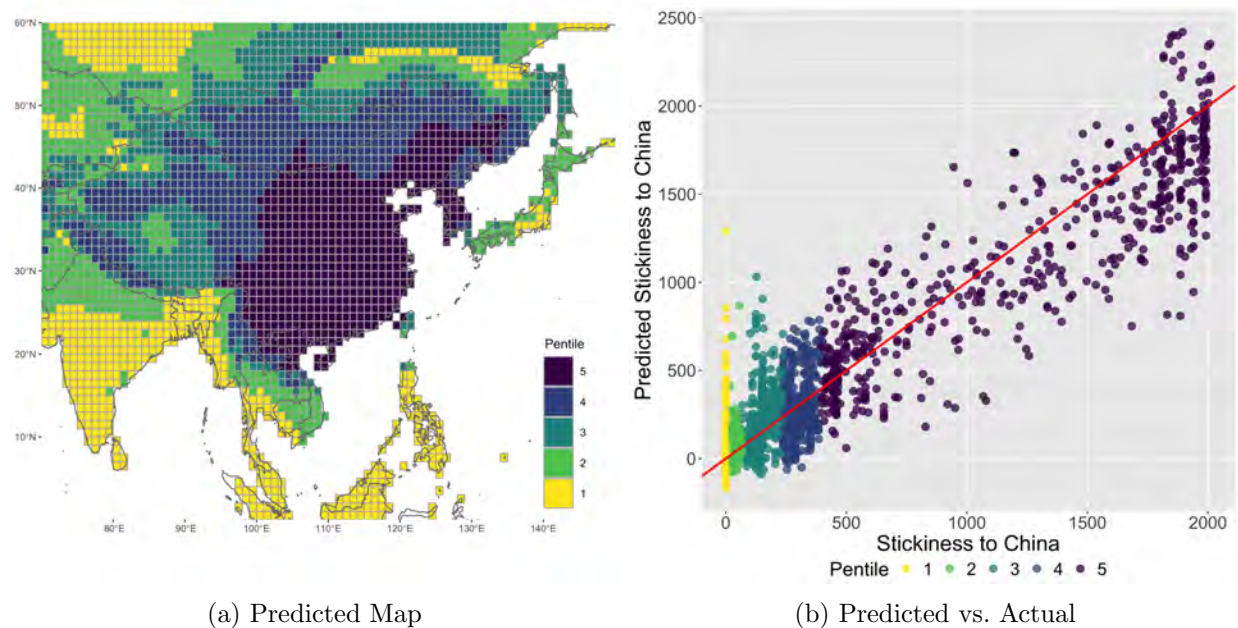 60°N
50°N
40°N
30°N
20°N
10°N
80°E
90°E
100°E
110°E
120°E
130°E
140°E
Pentile
5
4
3
2
1
(a) Predicted Map
Predicted Stickiness to China
2500
2000
1500
1000
500
0
0
500
1000
1500
2000
Stickiness to China
Pentile 1 2 3 4 5
(b) Predicted vs. Actual